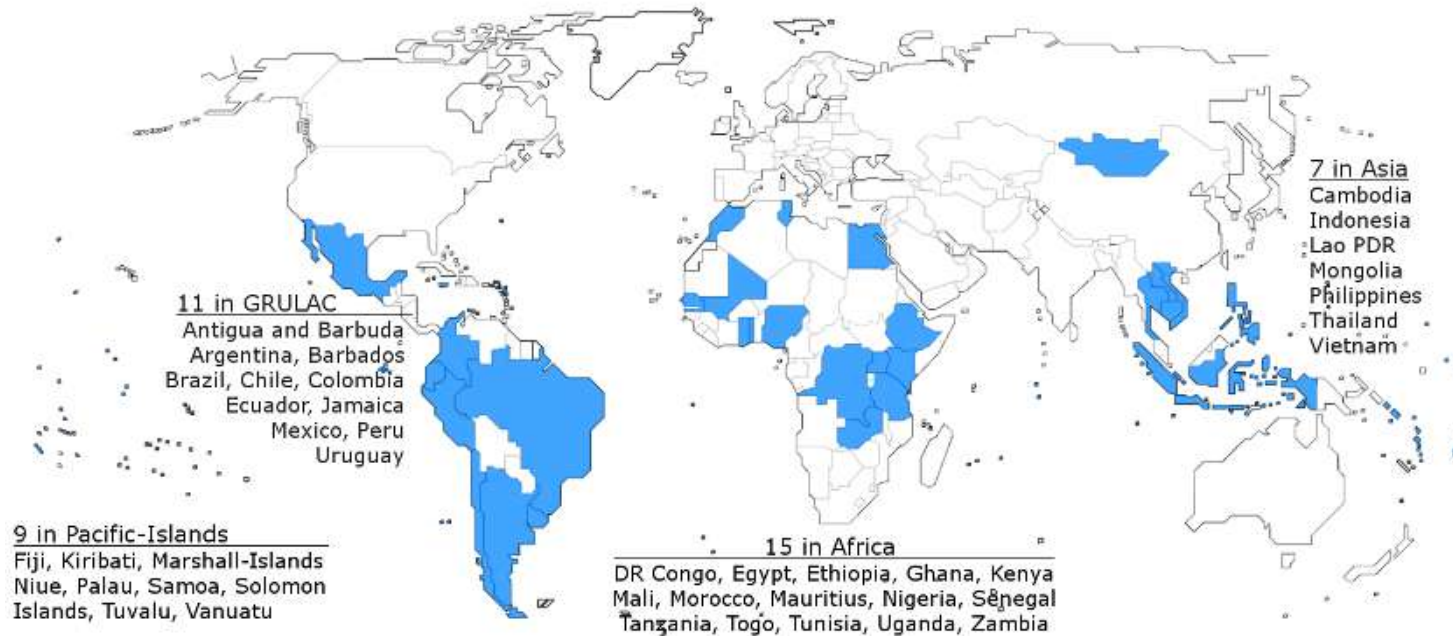 7 in Asia
Cambodia
Indonesia
Lao PDR
Mongolia
Philippines
Thailand
Vietnam
11 in GRULAC
Antigua and Barbuda
Argentina, Barbados
Brazil, Chile, Colombia
Ecuador, Jamaica
Mexico, Peru
Uruguay
9 in Pacific-Islands
Fiji, Kiribati, Marshall-Islands
Niue, Palau, Samoa, Solomon
Islands, Tuvalu, Vanuatu
15 in Africa
DR Congo, Egypt, Ethiopia, Ghana, Kenya
Mali, Morocco, Mauritius, Nigeria, Senegal
Tanzania, Togo, Tunisia, Uganda, Zambia